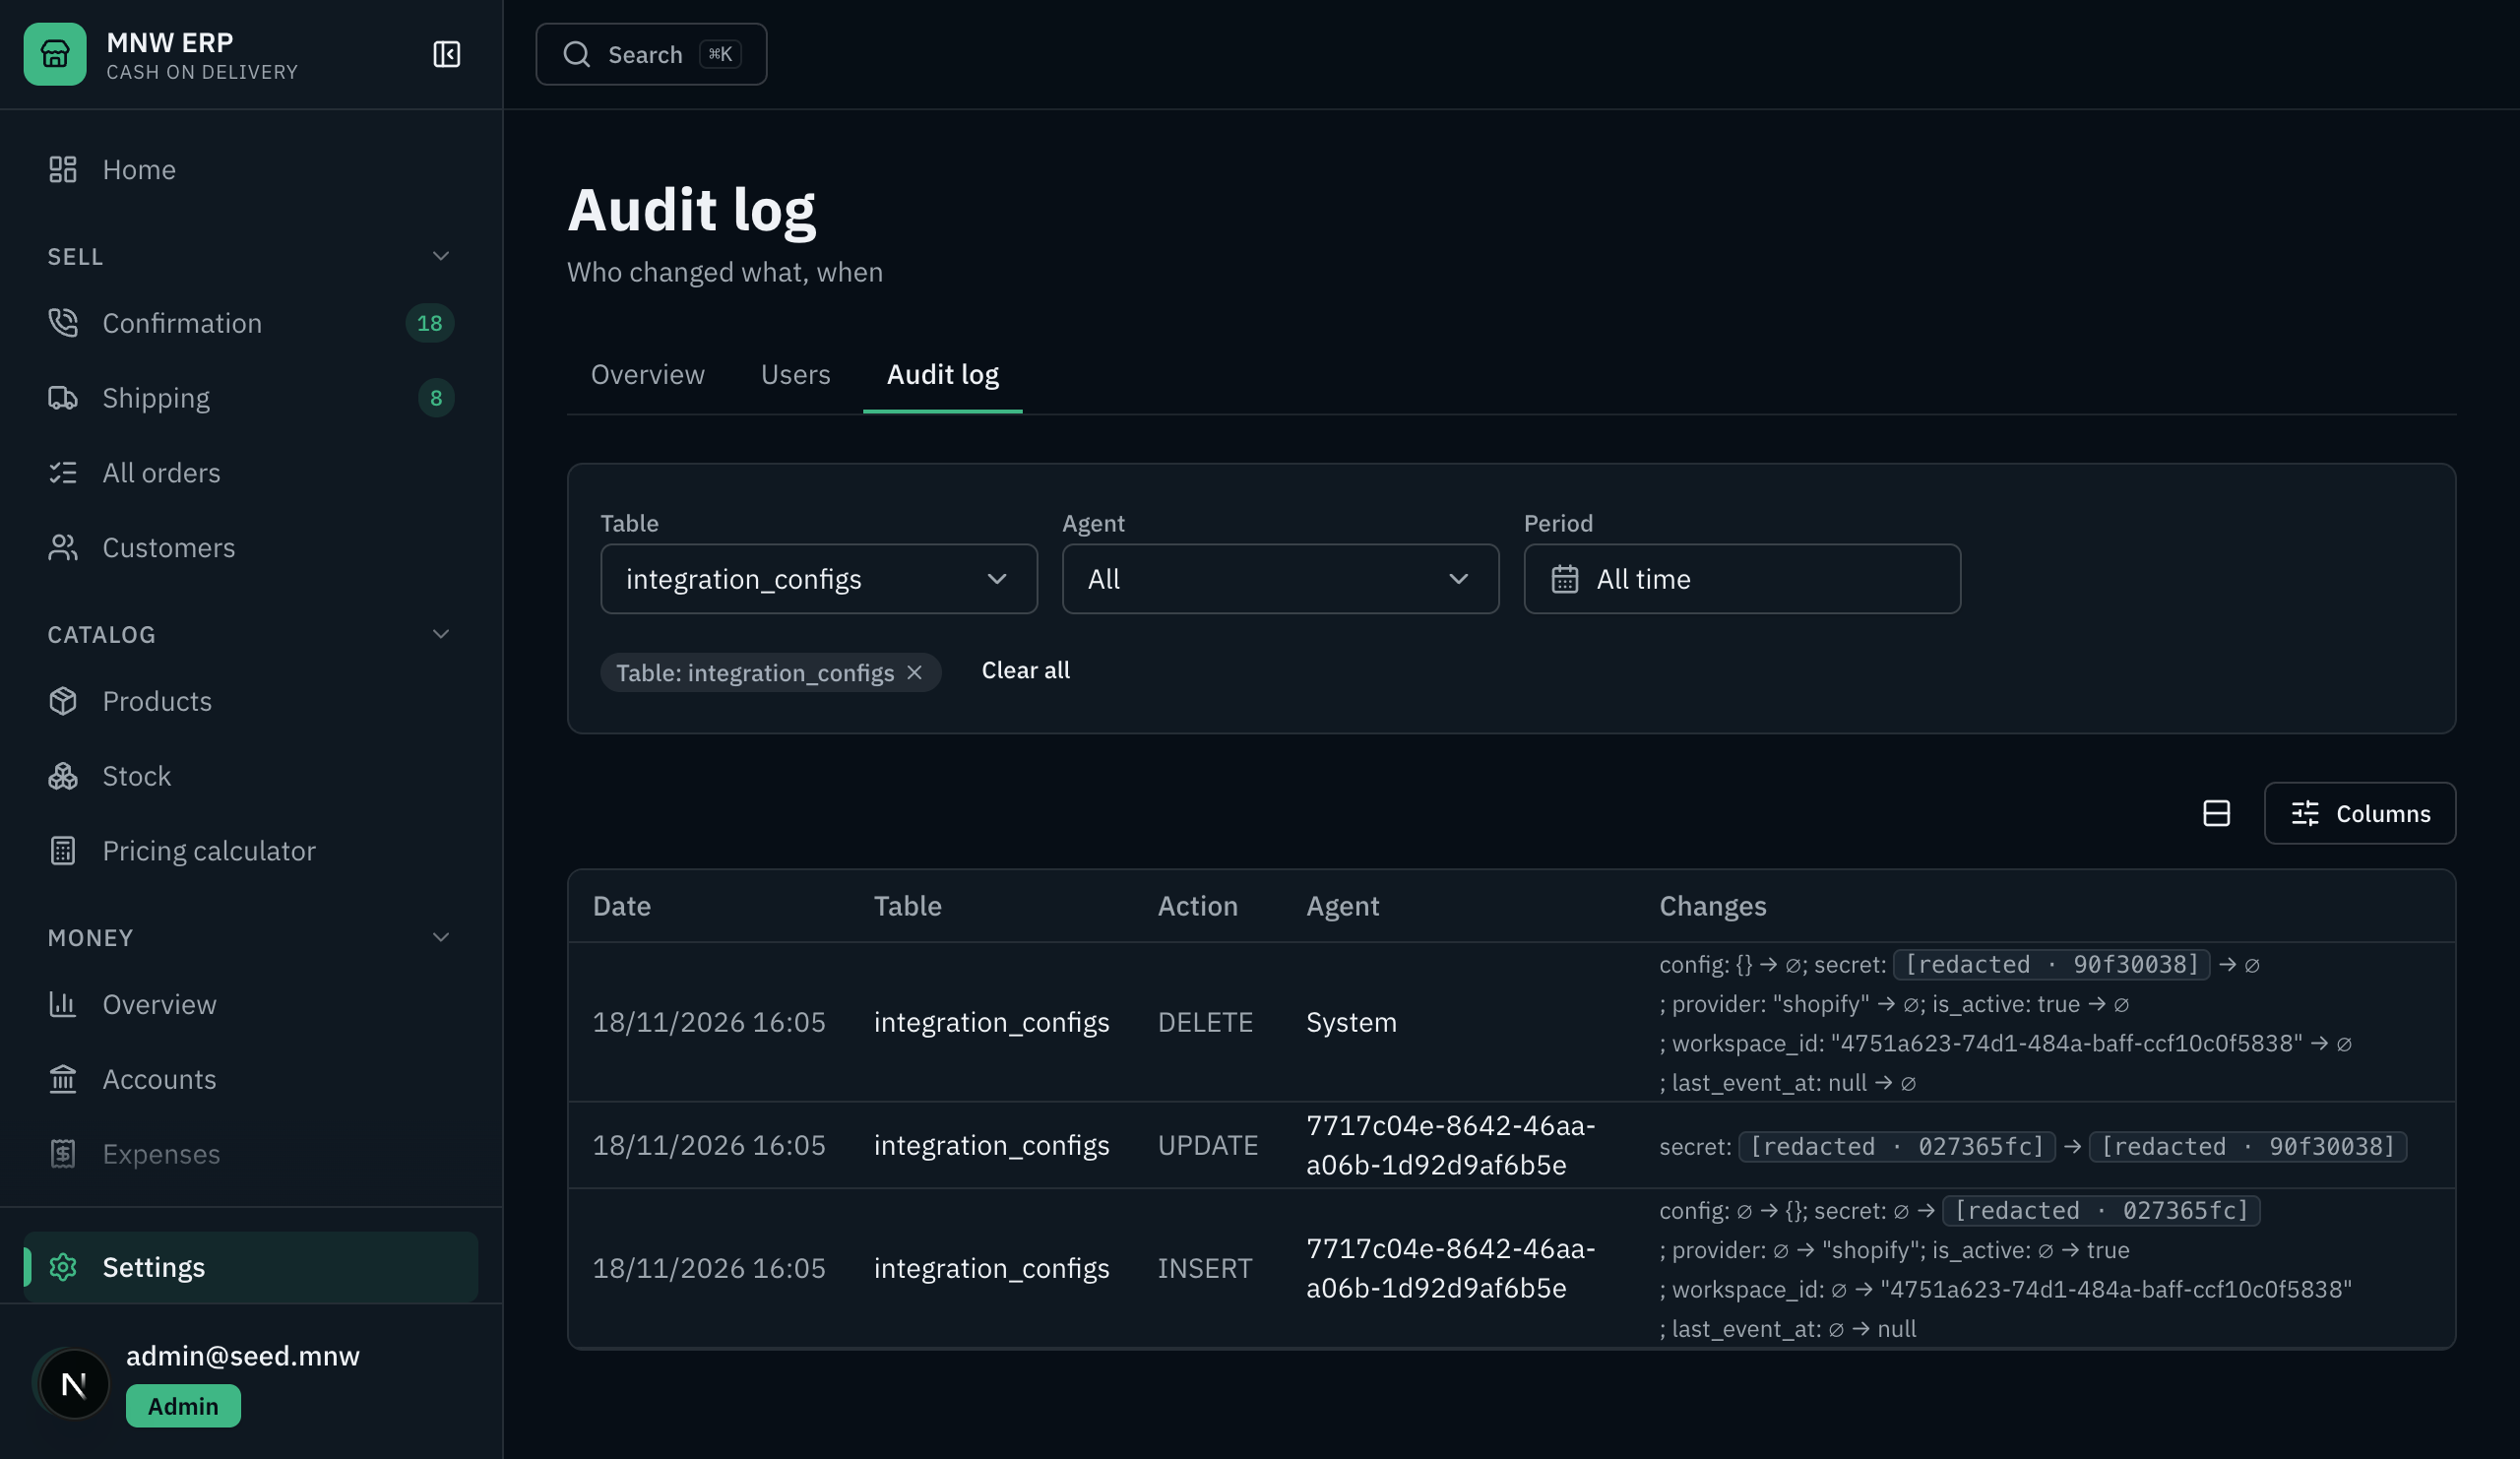 MNW ERP
CASH ON DELIVERY
Search ⌘K
Home
SELL
Confirmation 18
Shipping 8
All orders
Customers
CATALOG
Products
Stock
Pricing calculator
MONEY
Overview
Accounts
Expenses
Settings
N
admin@seed.mnw
Admin
Audit log
Who changed what, when
Overview Users Audit log
Table Agent Period
integration_configs All All time
Table: integration_configs × Clear all
Columns
Date Table Action Agent Changes
18/11/2026 16:05 integration_configs DELETE System
config: {} → ∅; secret: [redacted · 90f30038] → ∅
; provider: "shopify" → ∅; is_active: true → ∅
; workspace_id: "4751a623-74d1-484a-baff-ccf10c0f5838" → ∅
; last_event_at: null → ∅
18/11/2026 16:05 integration_configs UPDATE
7717c04e-8642-46aa-
a06b-1d92d9af6b5e
secret: [redacted · 027365fc] → [redacted · 90f30038]
18/11/2026 16:05 integration_configs INSERT
7717c04e-8642-46aa-
a06b-1d92d9af6b5e
config: ∅ → {}; secret: ∅ → [redacted · 027365fc]
; provider: ∅ → "shopify"; is_active: ∅ → true
; workspace_id: ∅ → "4751a623-74d1-484a-baff-ccf10c0f5838"
; last_event_at: ∅ → null